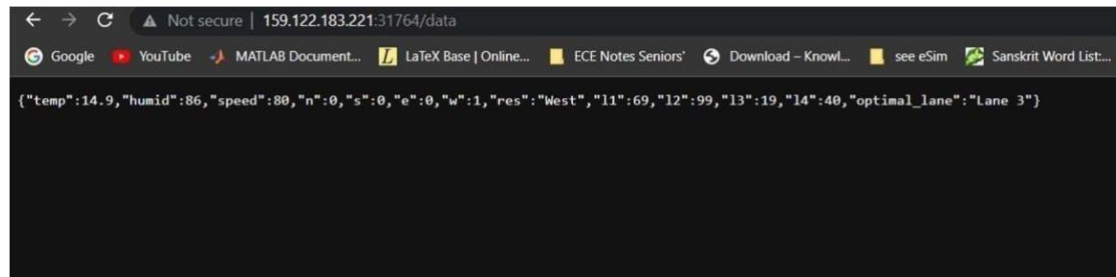 Not secure | 159.122.183.221:31764/data
Google YouTube MATLAB Document... LaTeX Base | Online... ECE Notes Seniors' Download – Knowl... see eSim Sanskrit Word List:...
{"temp":14.9,"humid":86,"speed":80,"n":0,"s":0,"e":0,"w":1,"res":"West","l1":69,"l2":99,"l3":19,"l4":40,"optimal_lane":"Lane 3"}